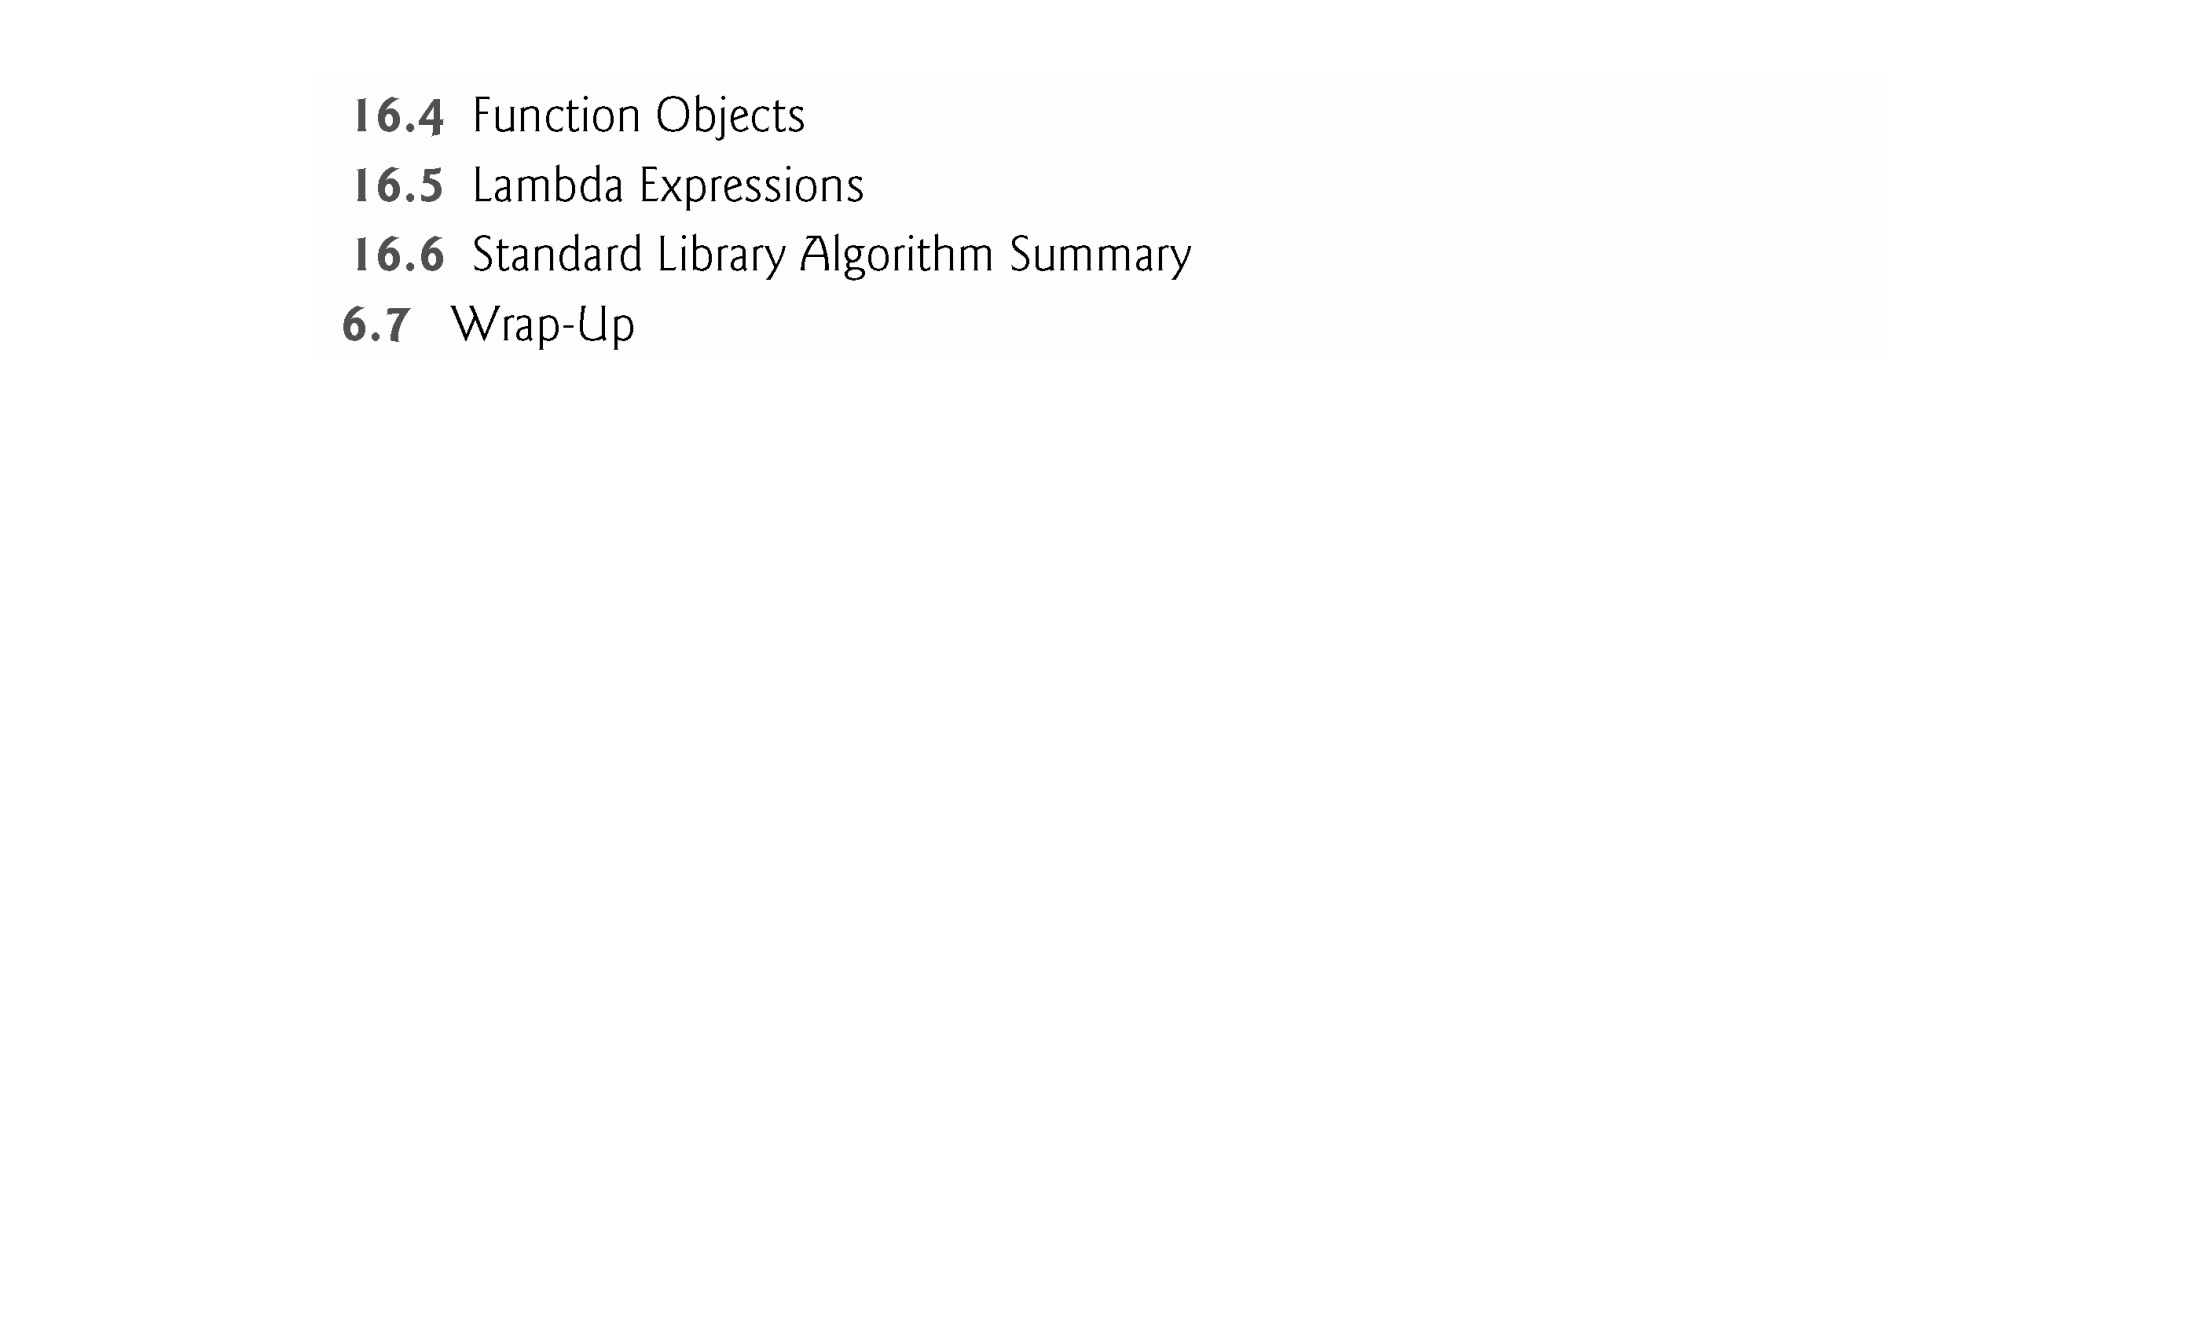 16.4 Function Objects
16.5 Lambda Expressions
16.6 Standard Library Algorithm Summary
6.7 Wrap-Up